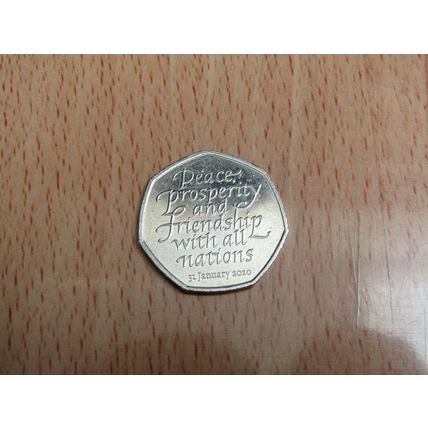 Peace,
prosperity
and
Friendship
with all
nations
31 January 2020